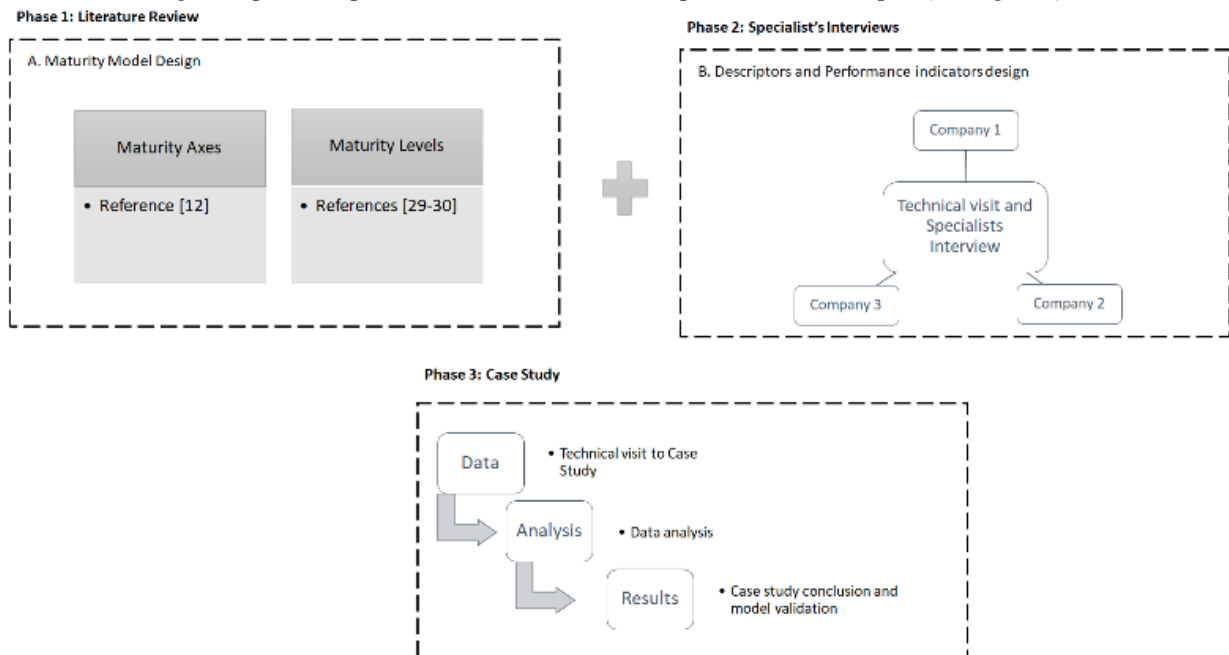 Phase 1: Literature Review
A. Maturity Model Design
Maturity Axes
• Reference [12]
Maturity Levels
• References [29-30]
Phase 2: Specialist's Interviews
B. Descriptors and Performance indicators design
Company 1
Technical visit and
Specialists
Interview
Company 3
Company 2
Phase 3: Case Study
Data
• Technical visit to Case
Study
Analysis
• Data analysis
Results
• Case study conclusion and
model validation